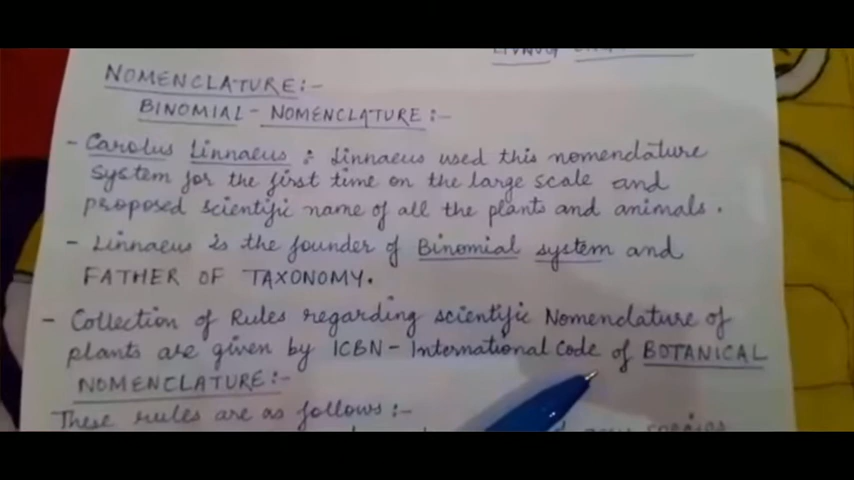 NOMENCLATURE:-
BINOMIAL - NOMENCLATURE:-
- Carolus Linnaeus : Linnaeus used this nomenclature
system for the first time on the large scale and
proposed scientific name of all the plants and animals.
- Linnaeus is the founder of Binomial system and
FATHER OF TAXONOMY.
- Collection of Rules regarding scientific Nomenclature of
plants are given by ICBN - International Code of BOTANICAL
NOMENCLATURE:-
These rules are as follows:-